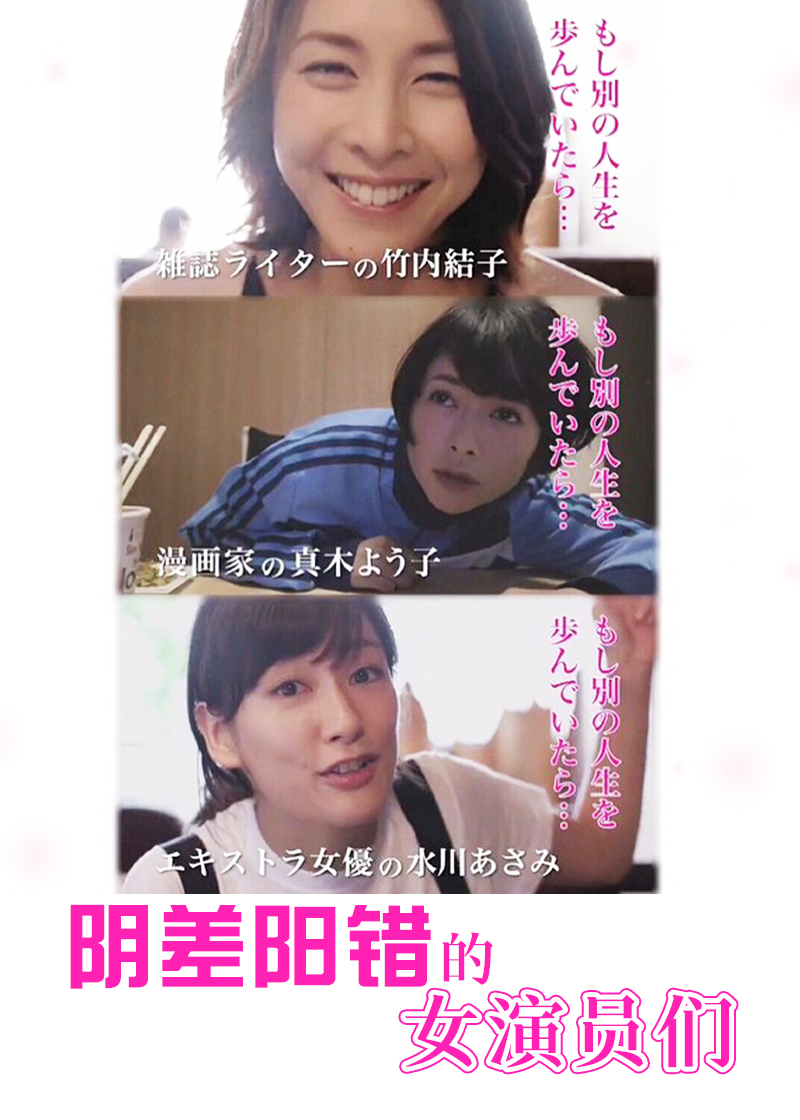 もし別の人生を
歩んでいたら…
雑誌ライターの竹内結子
もし別の人生を
歩んでいたら…
漫画家の真木よう子
もし別の人生を
歩んでいたら…
エキストラ女優の水川あさみ
阴差阳错的
女演员们